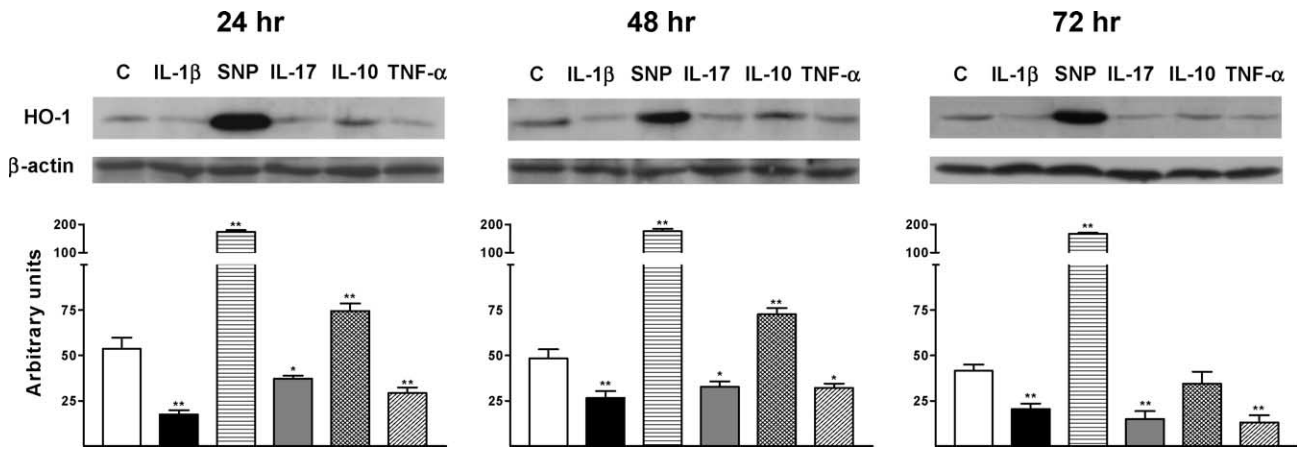 24 hr 48 hr 72 hr
C IL-1β SNP IL-17 IL-10 TNF-α C IL-1β SNP IL-17 IL-10 TNF-α C IL-1β SNP IL-17 IL-10 TNF-α
HO-1
β-actin
200 ** 200 ** 200 **
100 100 100
Arbitrary units
75 ** 75 ** 75
50 50 50
* ** ** * * ** ** **
25 ** 25 25